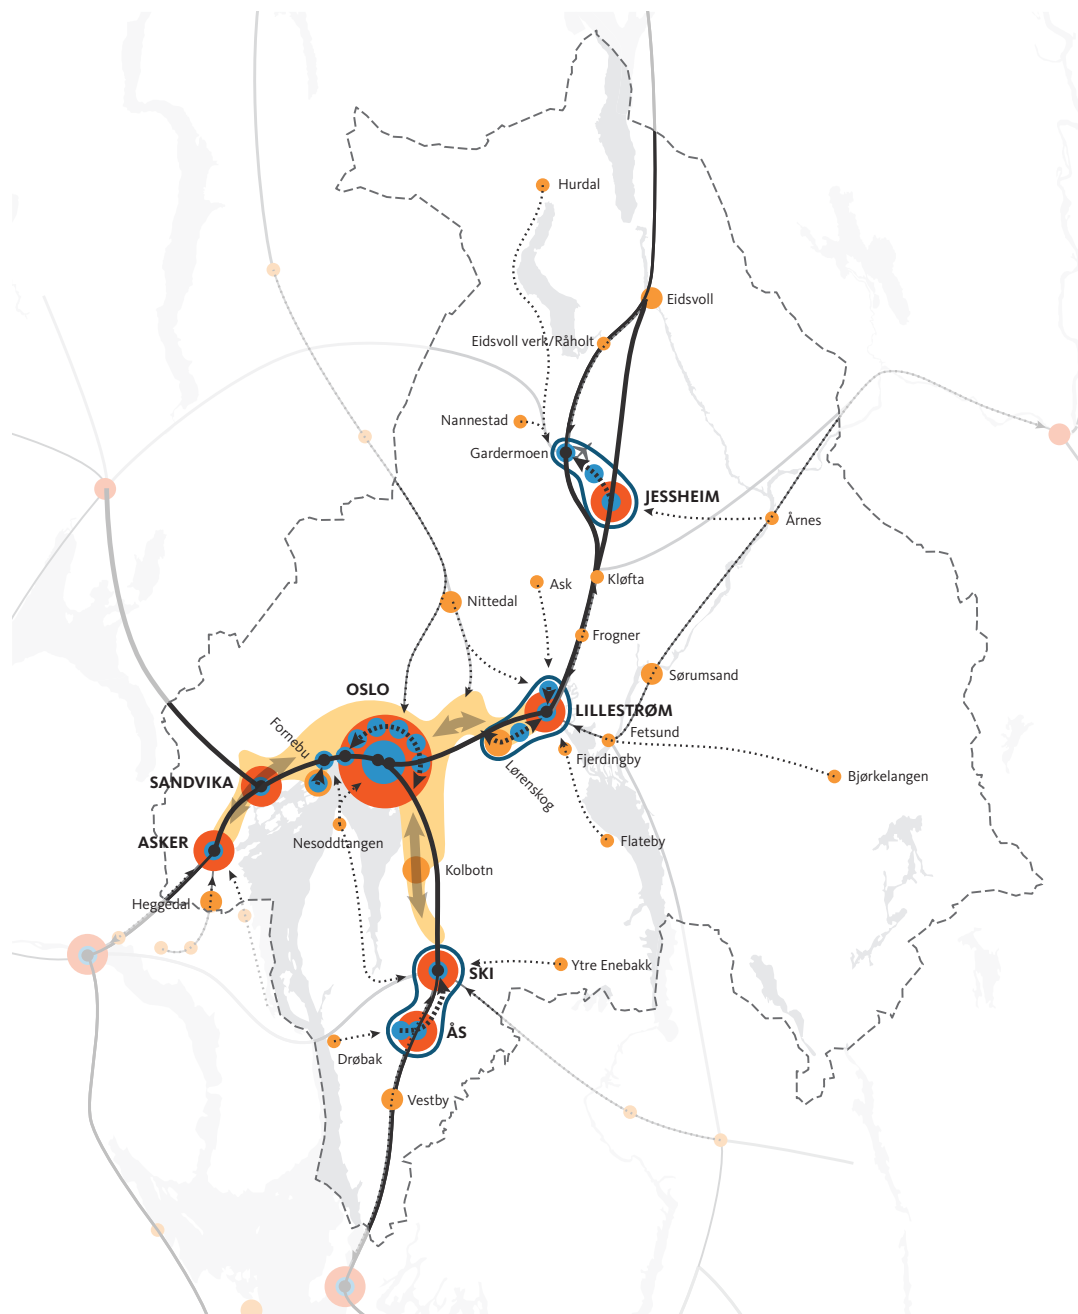 Hurdal
Eidsvoll
Eidsvoll verk/Råholt
Nannestad
Gardermoen
JESSHEIM
Årnes
Ask
Kløfta
Nittedal
Frogner
Sørumsand
OSLO
LILLESTRØM
Fetsund
Fornebu
Fjerdingby
Bjørkelangen
SANDVIKA
Lørenskog
ASKER
Nesoddtangen
Flateby
Kolbotn
Heggedal
Ytre Enebakk
SKI
ÅS
Drøbak
Vestby